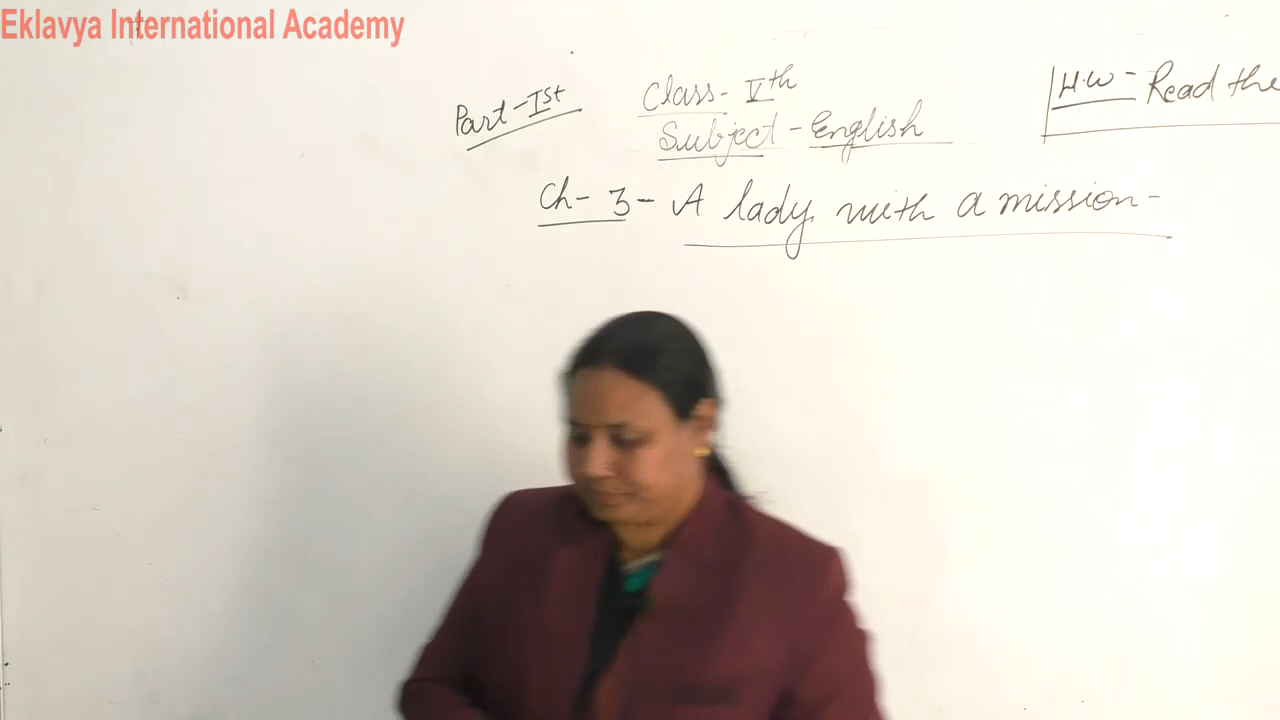 Eklavya International Academy
Part-Ist
Class- Vth
Subject - English
H.W - Read the
Ch- 3 - A lady with a mission-